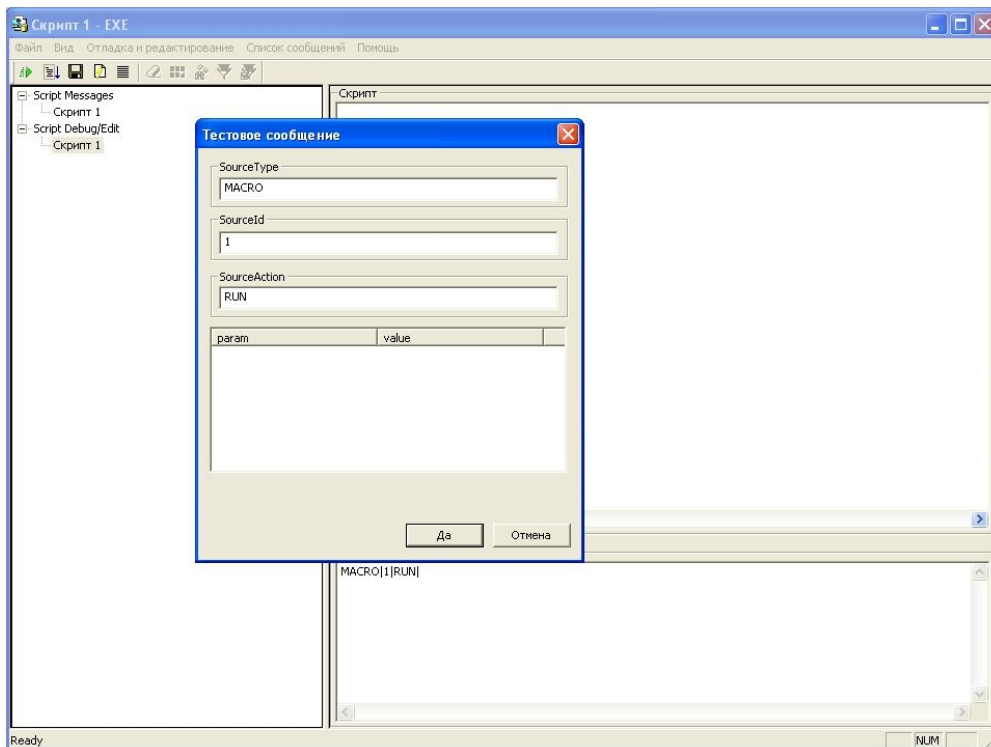 Скрипт 1 - EXE
Файл Вид Отладка и редактирование Список сообщений Помощь
Script Messages
Скрипт 1
Script Debug/Edit
Скрипт 1
Скрипт
Тестовое сообщение
SourceType
MACRO
SourceId
1
SourceAction
RUN
param value
Да Отмена
MACRO|1|RUN|
Ready NUM